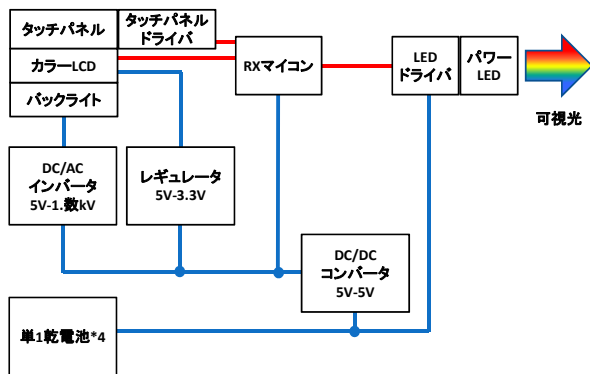 タッチパネル
タッチパネル
ドライバ
カラーLCD
バックライト
RXマイコン
LED
ドライバ
パワー
LED
可視光
DC/AC
インバータ
5V-1.数kV
レギュレータ
5V-3.3V
DC/DC
コンバータ
5V-5V
単1乾電池*4